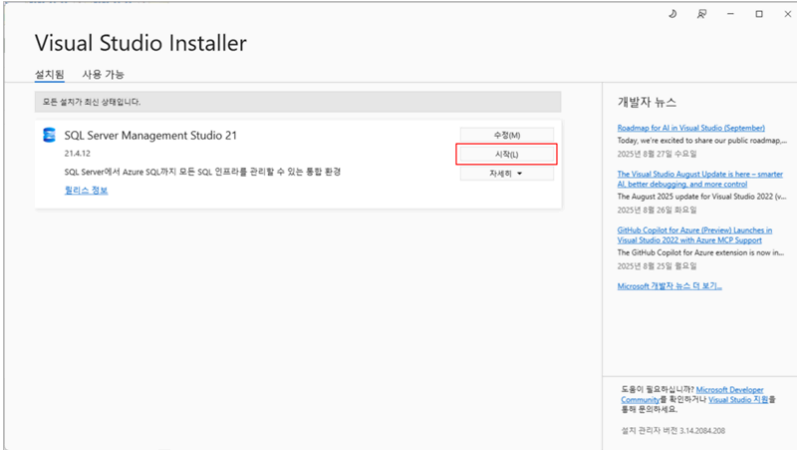 Visual Studio Installer
설치됨 사용 가능
모든 설치가 최신 상태입니다.
SQL Server Management Studio 21
21.4.12
SQL Server에서 Azure SQL까지 모든 SQL 인프라를 관리할 수 있는 통합 환경
릴리스 정보
수정(M)
시작(L)
자세히
개발자 뉴스
Roadmap for AI in Visual Studio (September)
Today, we're excited to share our public roadmap,...
2025년 8월 27일 수요일
The Visual Studio August Update is here – smarter
AI, better debugging, and more control
The August 2025 update for Visual Studio 2022 (v...
2025년 8월 26일 화요일
GitHub Copilot for Azure (Preview) Launches in
Visual Studio 2022 with Azure MCP Support
The GitHub Copilot for Azure extension is now in...
2025년 8월 25일 월요일
Microsoft 개발자 뉴스 더 보기...
도움이 필요하십니까? Microsoft Developer
Community를 확인하거나 Visual Studio 지원을
통해 문의하세요.
설치 관리자 버전 3.14.2084.208